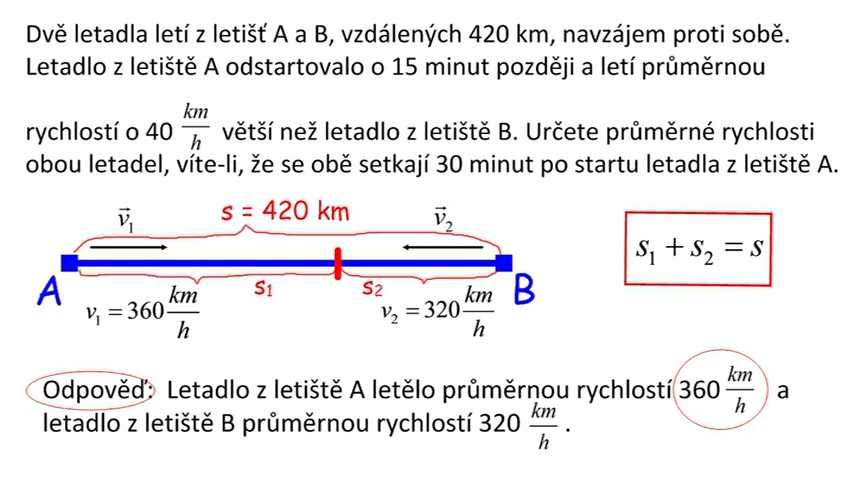 Dvě letadla letí z letišť A a B, vzdálených 420 km, navzájem proti sobě.
Letadlo z letiště A odstartovalo o 15 minut později a letí průměrnou
rychlostí o 40 km/h větší než letadlo z letiště B. Určete průměrné rychlosti
obou letadel, víte-li, že se obě setkají 30 minut po startu letadla z letiště A.
v⃗₁ s = 420 km v⃗₂
s₁ + s₂ = s
A s₁ s₂ B
v₁ = 360 km/h v₂ = 320 km/h
Odpověď: Letadlo z letiště A letělo průměrnou rychlostí 360 km/h a
letadlo z letiště B průměrnou rychlostí 320 km/h .